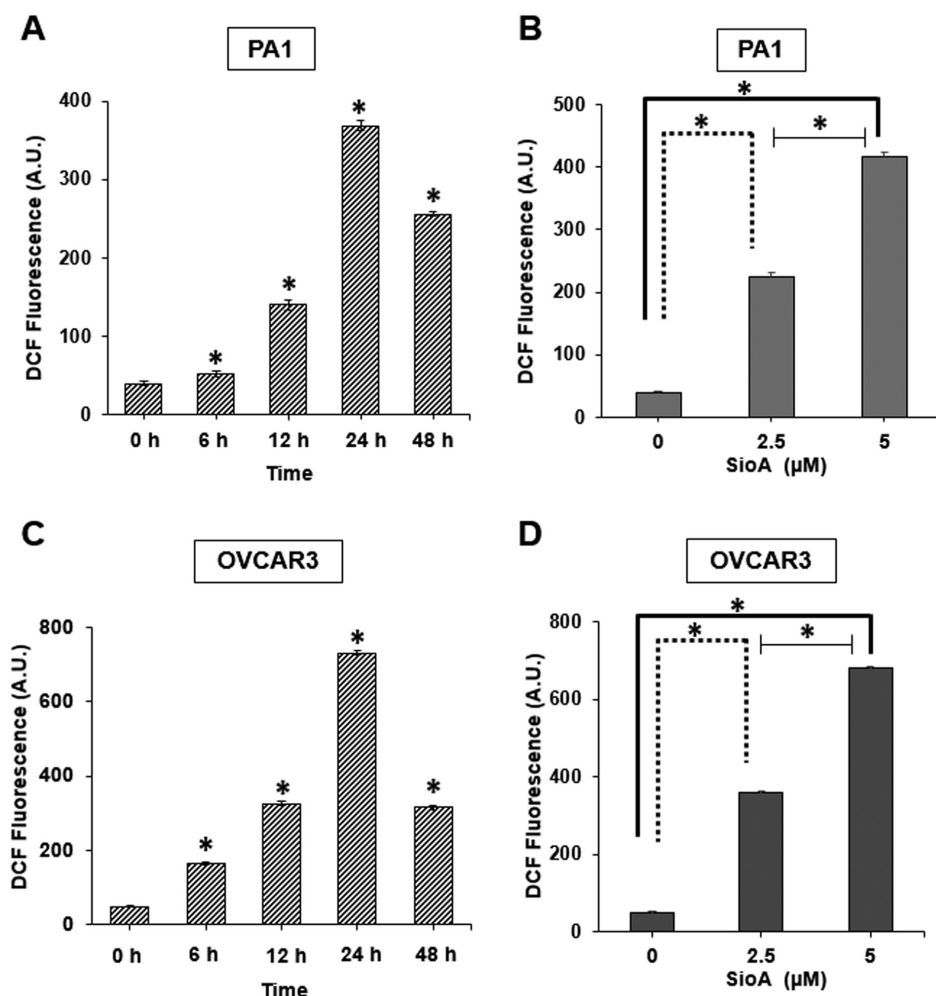 A
PA1
DCF Fluorescence (A.U.)
400
300
200
100
0
*
*
*
*
0 h 6 h 12 h 24 h 48 h
Time
B
PA1
DCF Fluorescence (A.U.)
500
400
300
200
100
0
*
* *
0 2.5 5
SioA (µM)
C
OVCAR3
DCF Fluorescence (A.U.)
800
600
400
200
0
*
*
*
*
0 h 6 h 12 h 24 h 48 h
Time
D
OVCAR3
DCF Fluorescence (A.U.)
800
600
400
200
0
*
* *
0 2.5 5
SioA (µM)